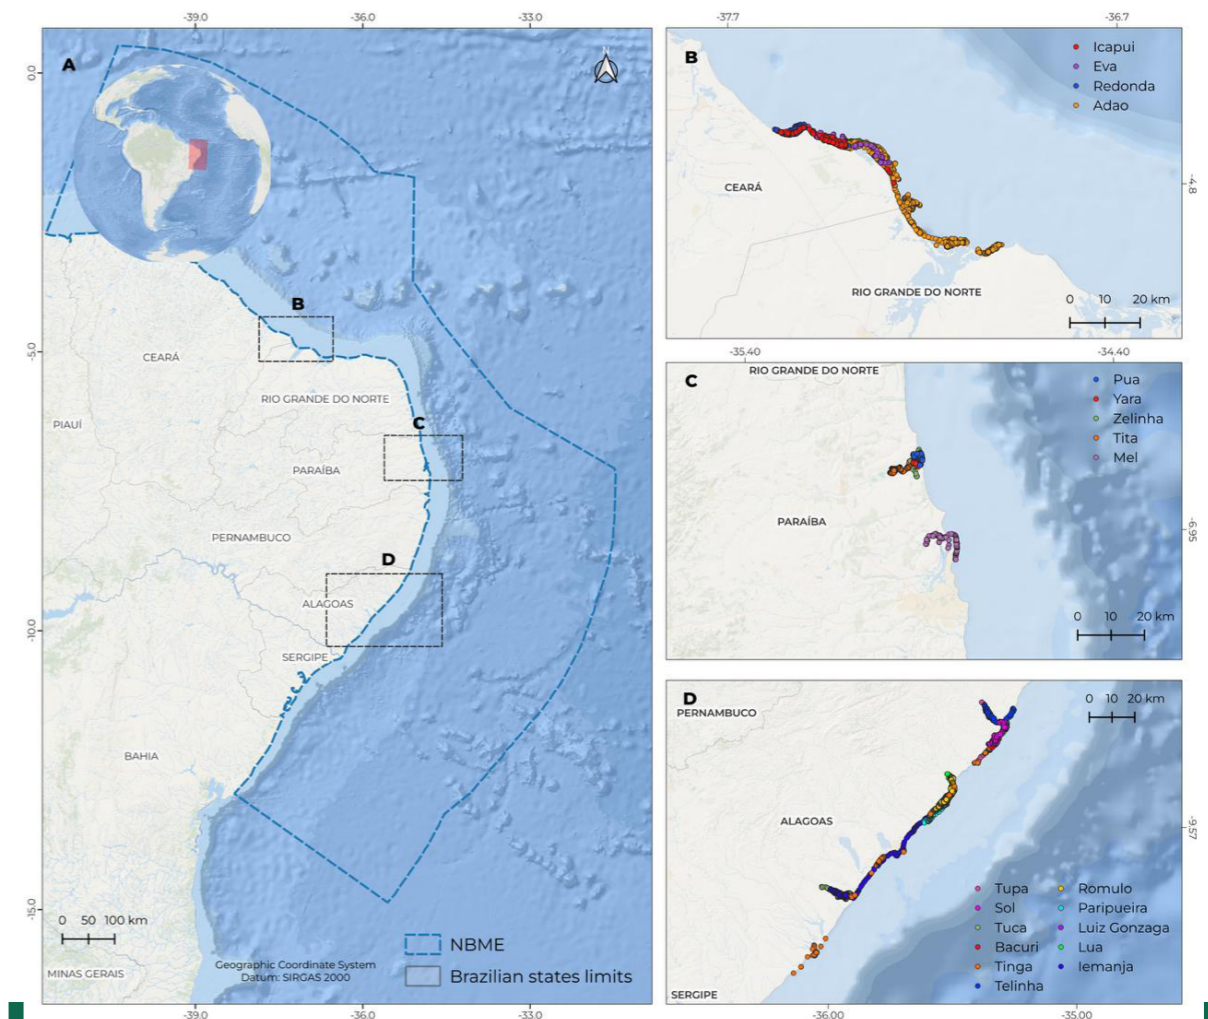 -39.0
-36.0
-33.0
A
N
0.0
B
CEARÁ
-5.0
RIO GRANDE DO NORTE
PIAUÍ
C
PARAÍBA
PERNAMBUCO
D
ALAGOAS
-10.0
SERGIPE
BAHIA
-15.0
0 50 100 km
NBME
Geographic Coordinate System
Datum: SIRGAS 2000
Brazilian states limits
MINAS GERAIS
-39.0
-36.0
-33.0
-37.7
-36.7
B
Icapui
Eva
Redonda
Adao
CEARÁ
-4.8
RIO GRANDE DO NORTE
0 10 20 km
-35.40
-34.40
RIO GRANDE DO NORTE
C
Pua
Yara
Zelinha
Tita
Mel
PARAÍBA
-6.95
0 10 20 km
D
PERNAMBUCO
0 10 20 km
ALAGOAS
-9.57
Tupa
Sol
Tuca
Bacuri
Tinga
Telinha
Romulo
Paripueira
Luiz Gonzaga
Lua
Iemanja
SERGIPE
-36.00
-35.00